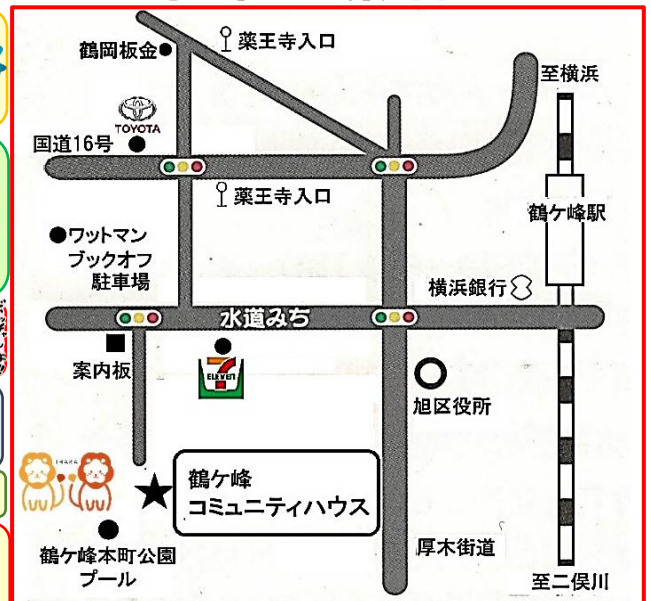 鶴岡板金
薬王寺入口
至横浜
TOYOTA
国道16号
薬王寺入口
鶴ケ峰駅
ワットマン
ブックオフ
駐車場
横浜銀行
水道みち
案内板
7
ELEVEN
旭区役所
鶴ケ峰
コミュニティハウス
鶴ケ峰本町公園
プール
厚木街道
至二俣川